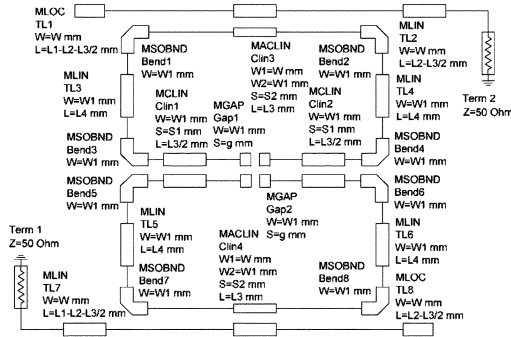 MLOC
TL1
W=W mm
L=L1-L2-L3/2 mm
MLIN
TL2
W=W mm
L=L2-L3/2 mm
MSOBND
Bend1
W=W1 mm
MACLIN
Clin3
W1=W mm
W2=W1 mm
S=S2 mm
L=L3 mm
MSOBND
Bend2
W=W1 mm
MLIN
TL3
W=W1 mm
L=L4 mm
MCLIN
Clin1
W=W1 mm
S=S1 mm
L=L3/2 mm
MGAP
Gap1
W=W1 mm
S=g mm
MCLIN
Clin2
W=W1 mm
S=S1 mm
L=L3/2 mm
MLIN
TL4
W=W1 mm
L=L4 mm
Term 2
Z=50 Ohm
MSOBND
Bend3
W=W1 mm
MSOBND
Bend4
W=W1 mm
MSOBND
Bend5
W=W1 mm
MSOBND
Bend6
W=W1 mm
MGAP
Gap2
W=W1 mm
S=g mm
Term 1
Z=50 Ohm
MLIN
TL5
W=W1 mm
L=L4 mm
MACLIN
Clin4
W1=W mm
W2=W1 mm
S=S2 mm
L=L3 mm
MLIN
TL6
W=W1 mm
L=L4 mm
MLIN
TL7
W=W mm
L=L1-L2-L3/2 mm
MSOBND
Bend7
W=W1 mm
MSOBND
Bend8
W=W1 mm
MLOC
TL8
W=W mm
L=L2-L3/2 mm